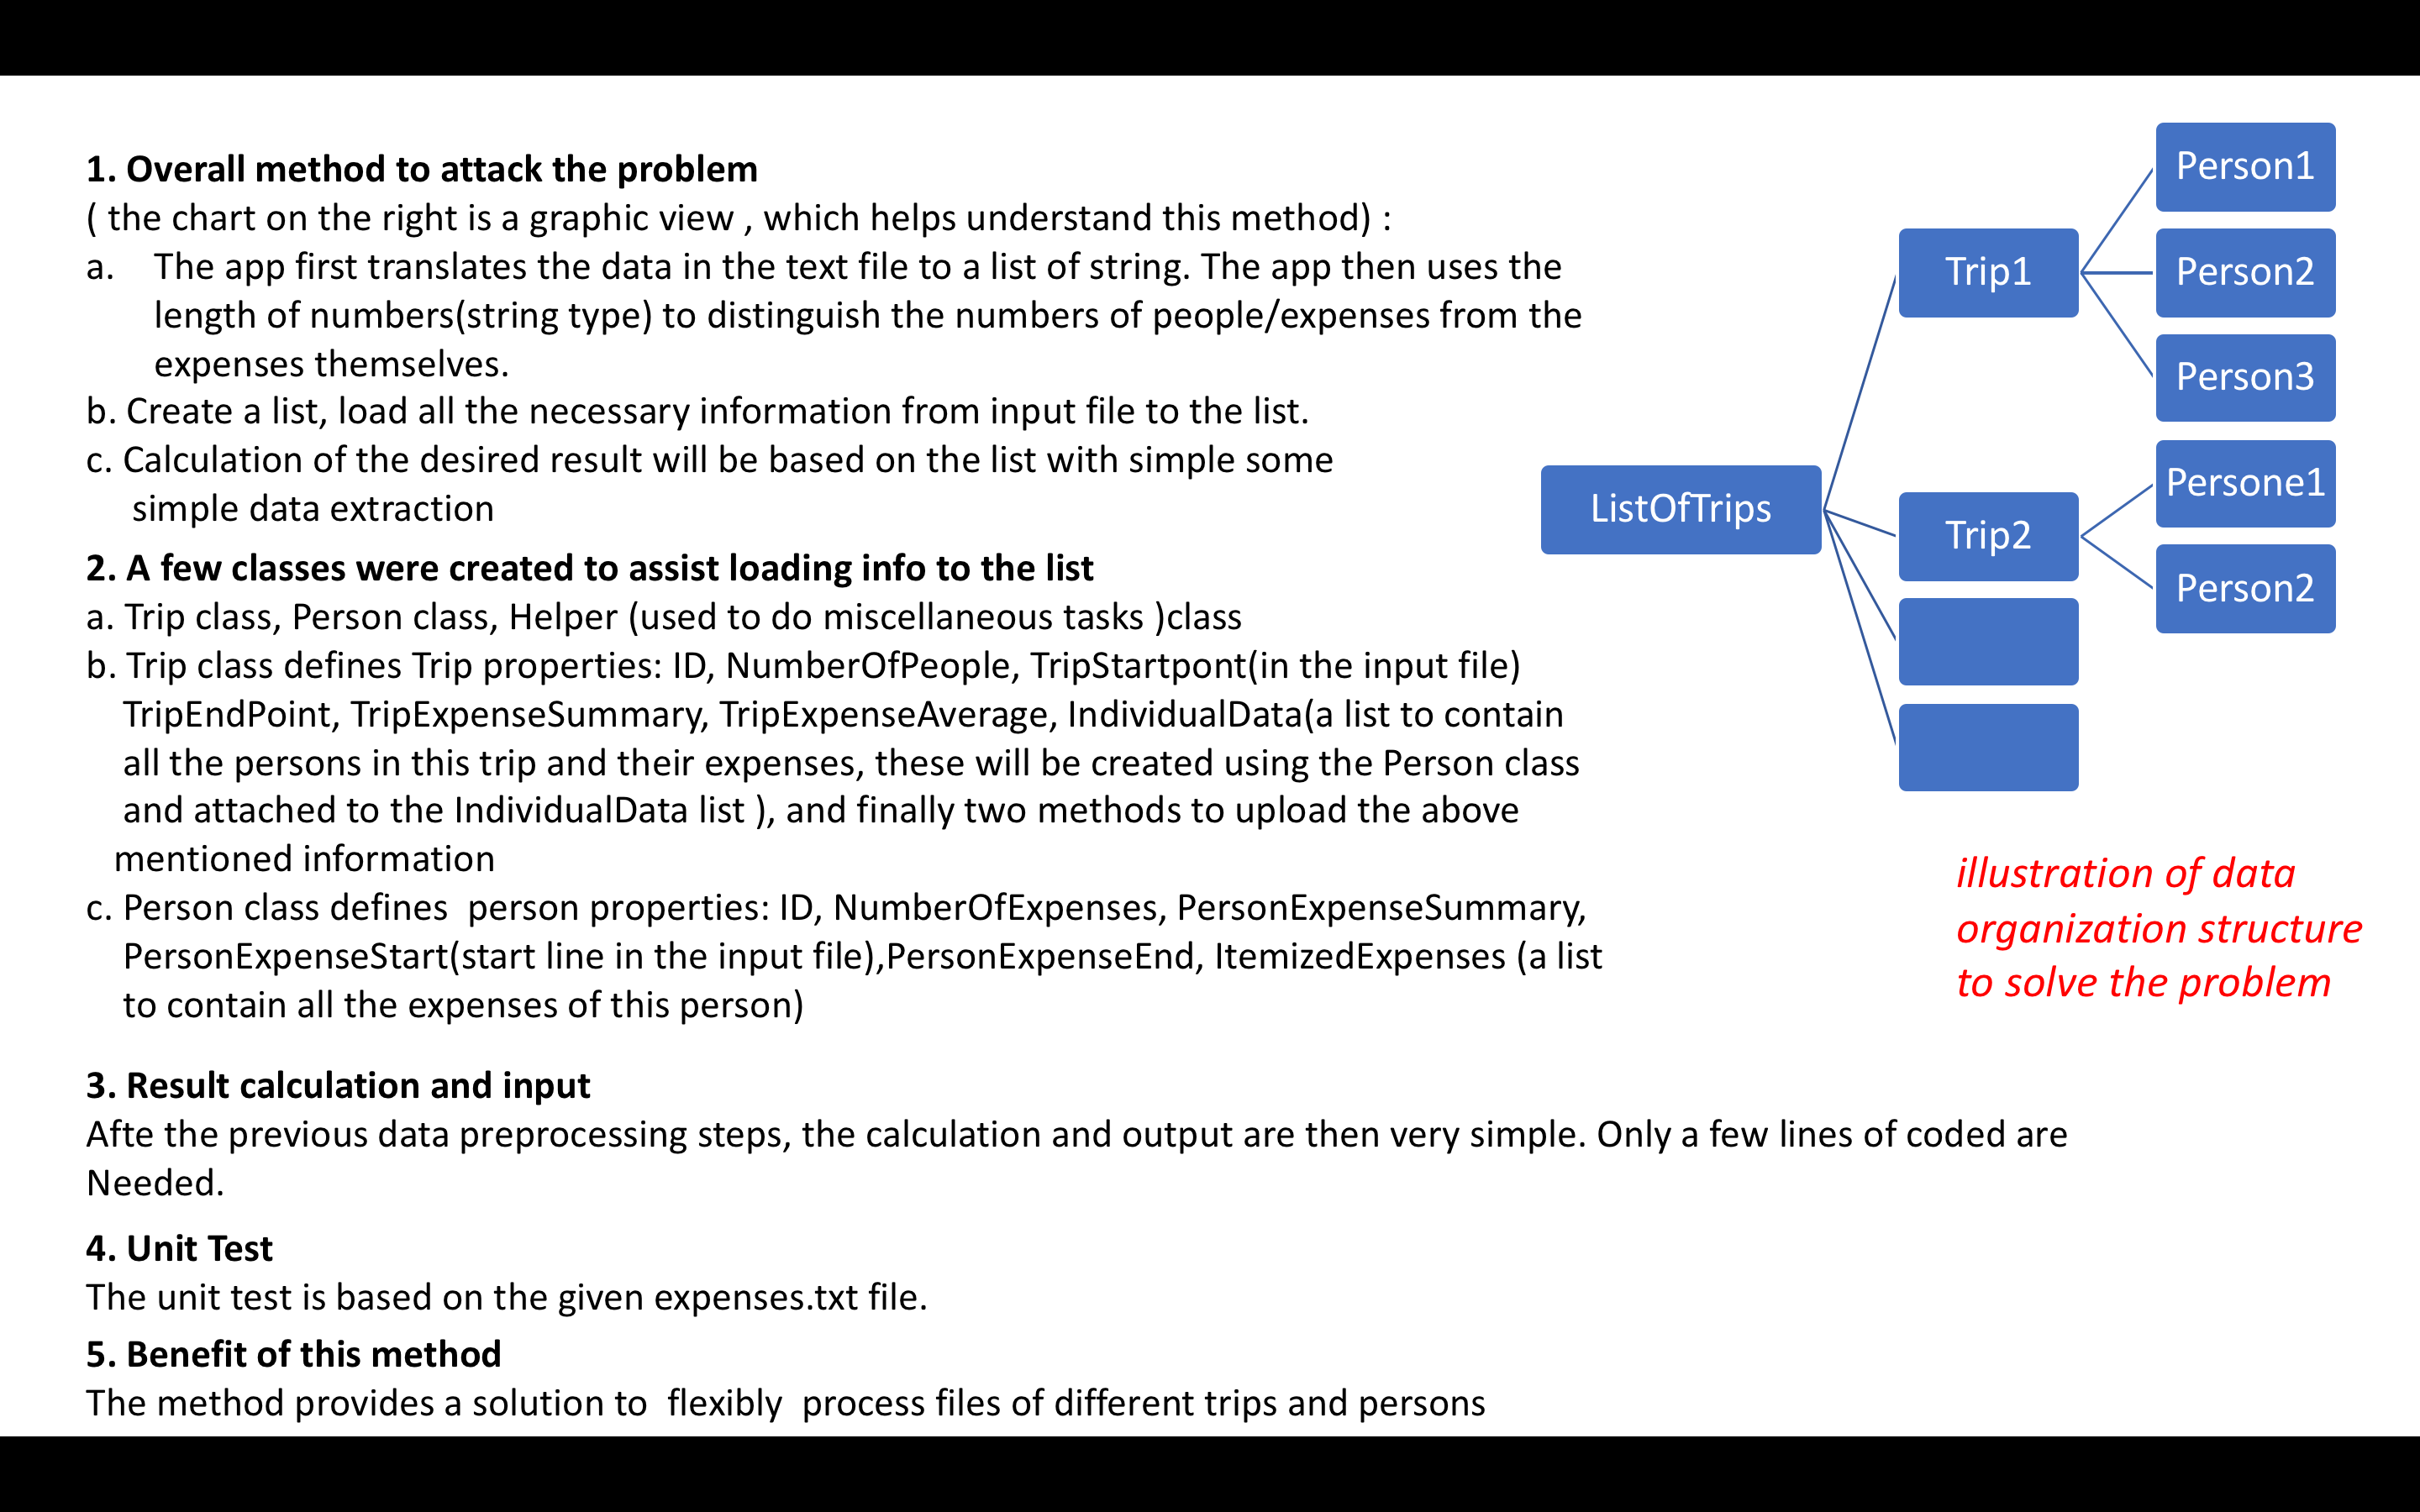 1. Overall method to attack the problem
( the chart on the right is a graphic view , which helps understand this method) :
a. The app first translates the data in the text file to a list of string. The app then uses the
length of numbers(string type) to distinguish the numbers of people/expenses from the
expenses themselves.
b. Create a list, load all the necessary information from input file to the list.
c. Calculation of the desired result will be based on the list with simple some
simple data extraction
2. A few classes were created to assist loading info to the list
a. Trip class, Person class, Helper (used to do miscellaneous tasks )class
b. Trip class defines Trip properties: ID, NumberOfPeople, TripStartpont(in the input file)
TripEndPoint, TripExpenseSummary, TripExpenseAverage, IndividualData(a list to contain
all the persons in this trip and their expenses, these will be created using the Person class
and attached to the IndividualData list ), and finally two methods to upload the above
mentioned information
c. Person class defines  person properties: ID, NumberOfExpenses, PersonExpenseSummary,
PersonExpenseStart(start line in the input file),PersonExpenseEnd, ItemizedExpenses (a list
to contain all the expenses of this person)
3. Result calculation and input
Afte the previous data preprocessing steps, the calculation and output are then very simple. Only a few lines of coded are
Needed.
4. Unit Test
The unit test is based on the given expenses.txt file.
5. Benefit of this method
The method provides a solution to  flexibly  process files of different trips and persons
ListOfTrips
Trip1
Person1
Person2
Person3
Trip2
Persone1
Person2
illustration of data
organization structure
to solve the problem